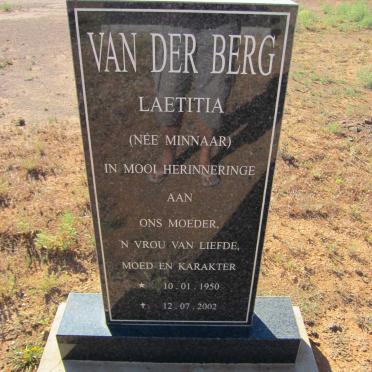 VAN DER BERG
LAETITIA
(NÉE MINNAAR)
IN MOOI HERINNERINGE
AAN
ONS MOEDER,
'N VROU VAN LIEFDE,
MOED EN KARAKTER
* 10.01.1950
✝ 12.07.2002